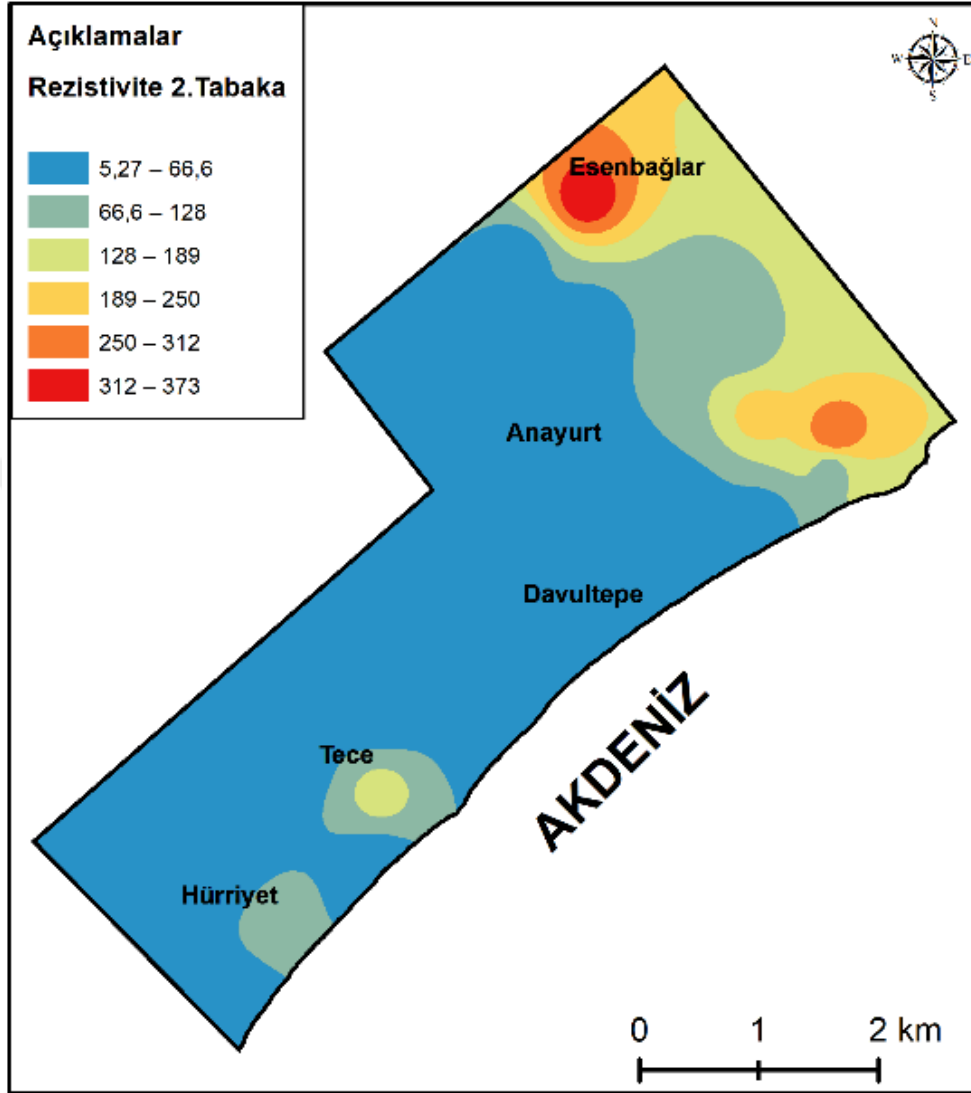 Açıklamalar
Rezistivite 2.Tabaka
5,27 – 66,6
66,6 – 128
128 – 189
189 – 250
250 – 312
312 – 373
N
W D
S
Esenbağlar
Anayurt
Davultepe
AKDENİZ
Tece
Hürriyet
0 1 2 km